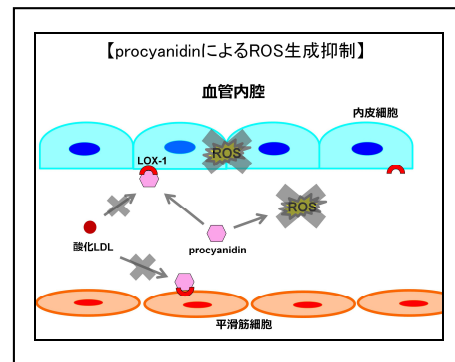 【procyanidinによるROS生成抑制】
血管内腔
内皮細胞
ROS
LOX-1
ROS
酸化LDL
procyanidin
平滑筋細胞